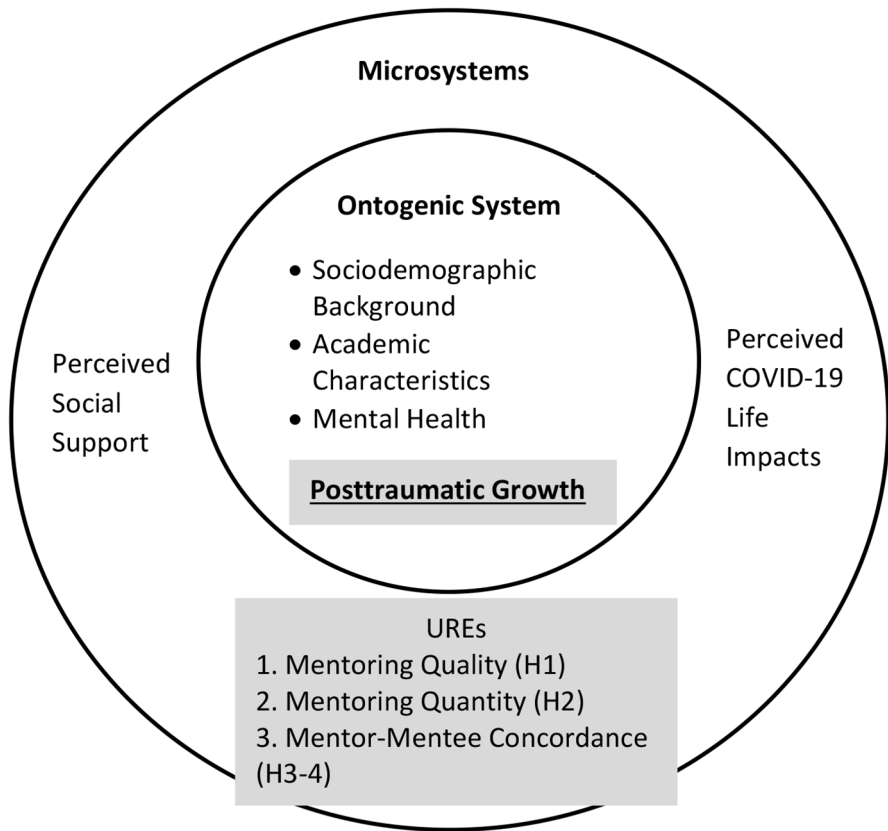 Microsystems
Ontogenic System
• Sociodemographic
Background
• Academic
Characteristics
• Mental Health
Posttraumatic Growth
Perceived
Social
Support
Perceived
COVID-19
Life
Impacts
UREs
1. Mentoring Quality (H1)
2. Mentoring Quantity (H2)
3. Mentor-Mentee Concordance
(H3-4)